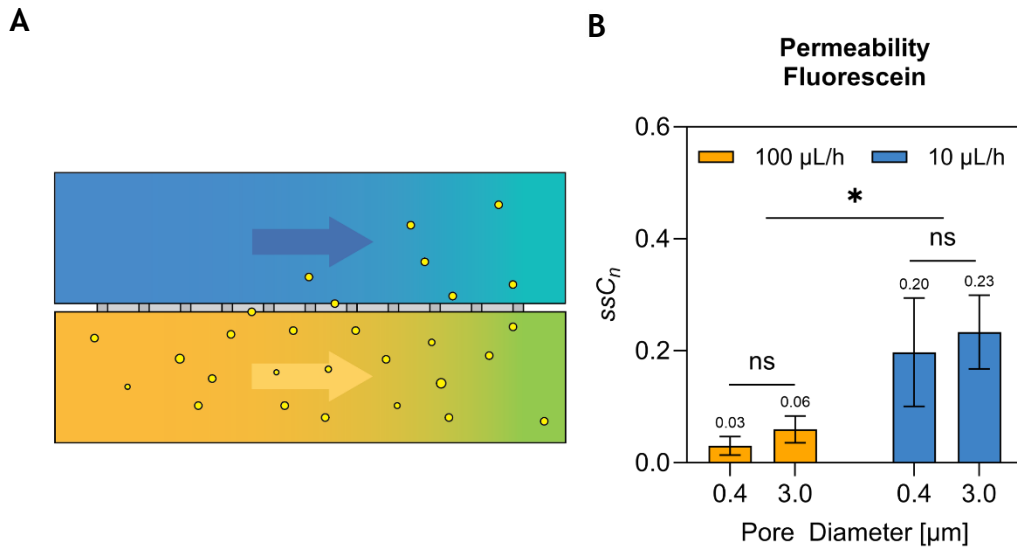 A
B
Permeability
Fluorescein
0.6
100 µL/h
10 µL/h
*
0.4
ns
ssCn
0.20
0.23
0.2
ns
0.03
0.06
0.0
0.4
3.0
0.4
3.0
Pore Diameter [µm]